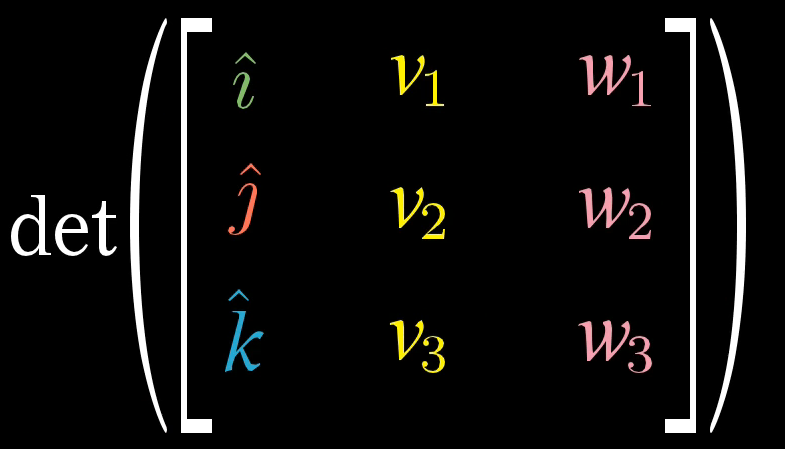 î v₁ w₁
det ĵ v₂ w₂
k̂ v₃ w₃